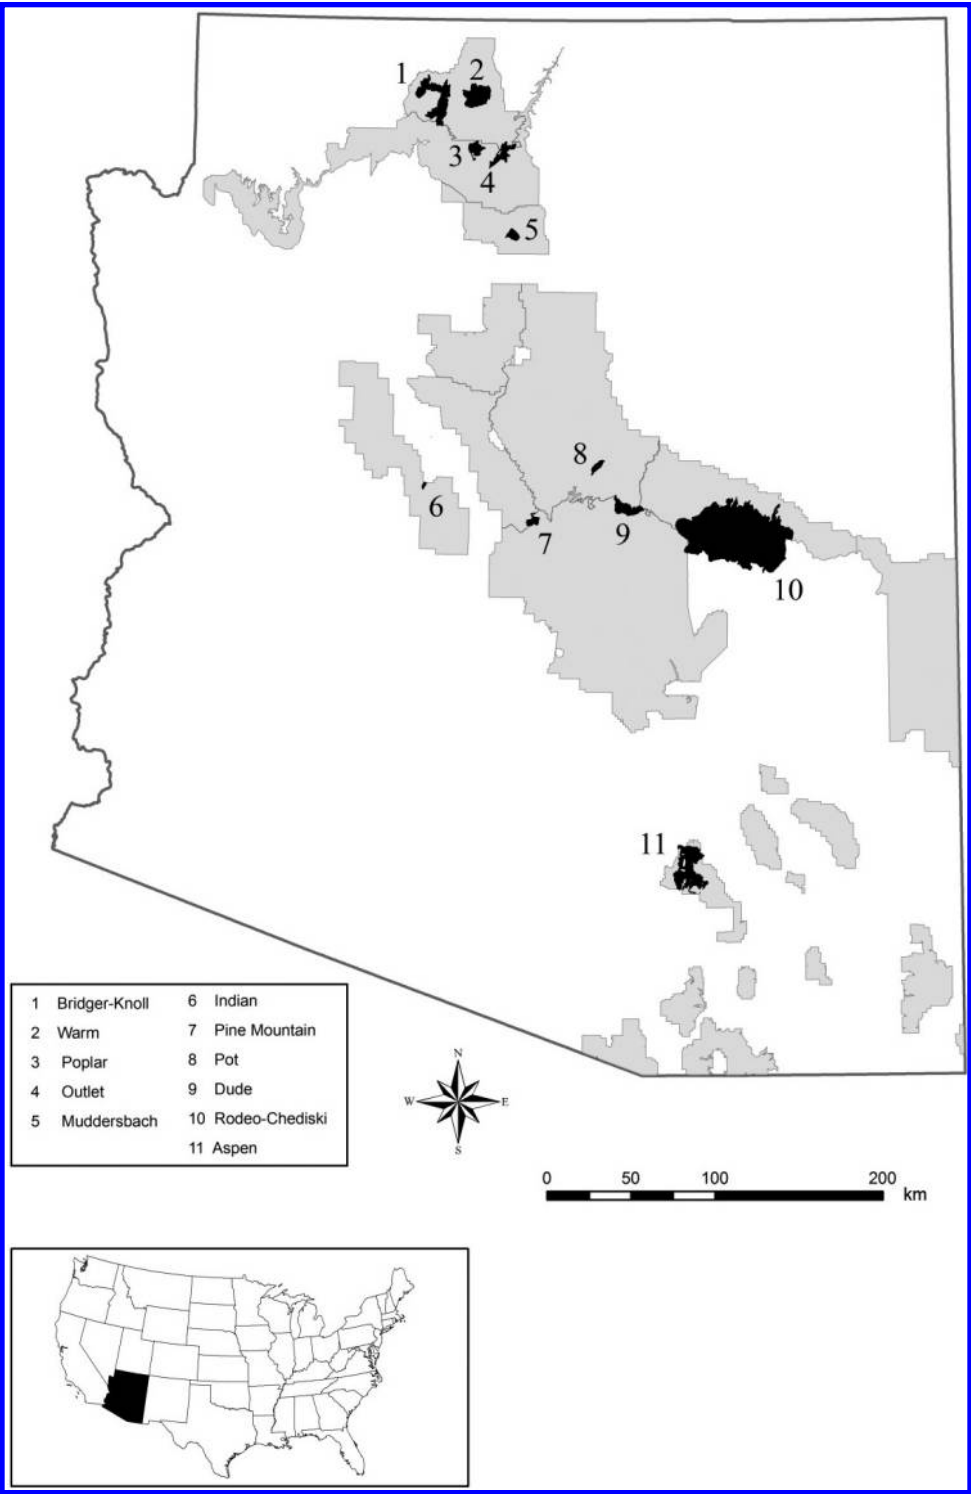 1
2
3
4
5
8
6
7
9
10
11
1 Bridger-Knoll
2 Warm
3 Poplar
4 Outlet
5 Muddersbach
6 Indian
7 Pine Mountain
8 Pot
9 Dude
10 Rodeo-Chediski
11 Aspen
N
W E
S
0 50 100 200
km